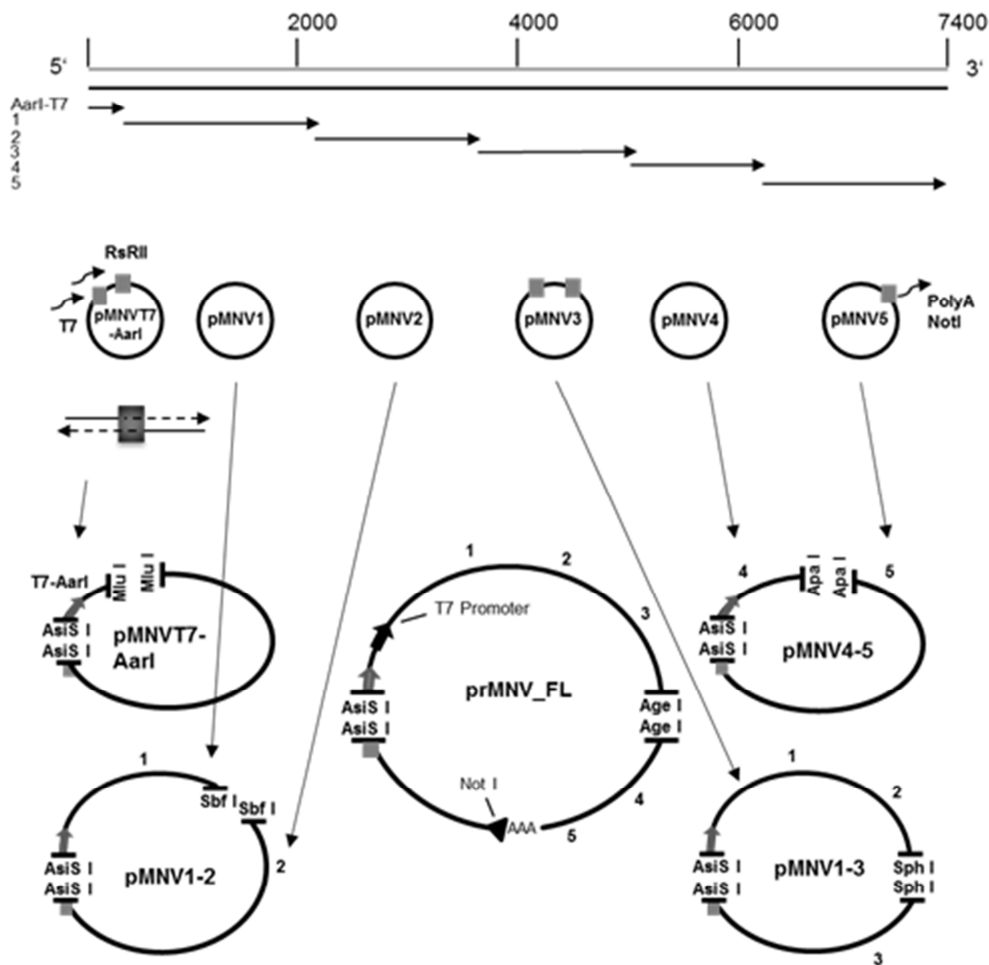 2000 4000 6000 7400
5' 3'
AarI-T7
1
2
3
4
5
RsRII
T7
pMNVT7
-AarI
pMNV1
pMNV2
pMNV3
pMNV4
pMNV5
PolyA
NotI
T7-AarI
Mlu I
Mlu I
AsiS I
AsiS I
pMNVT7-
AarI
1
2
3
T7 Promoter
prMNV_FL
AsiS I
AsiS I
Age I
Age I
Not I
AAA
4
5
4
Apa I
Apa I
5
AsiS I
AsiS I
pMNV4-5
1
Sbf I
Sbf I
2
AsiS I
AsiS I
pMNV1-2
1
2
AsiS I
AsiS I
pMNV1-3
Sph I
Sph I
3